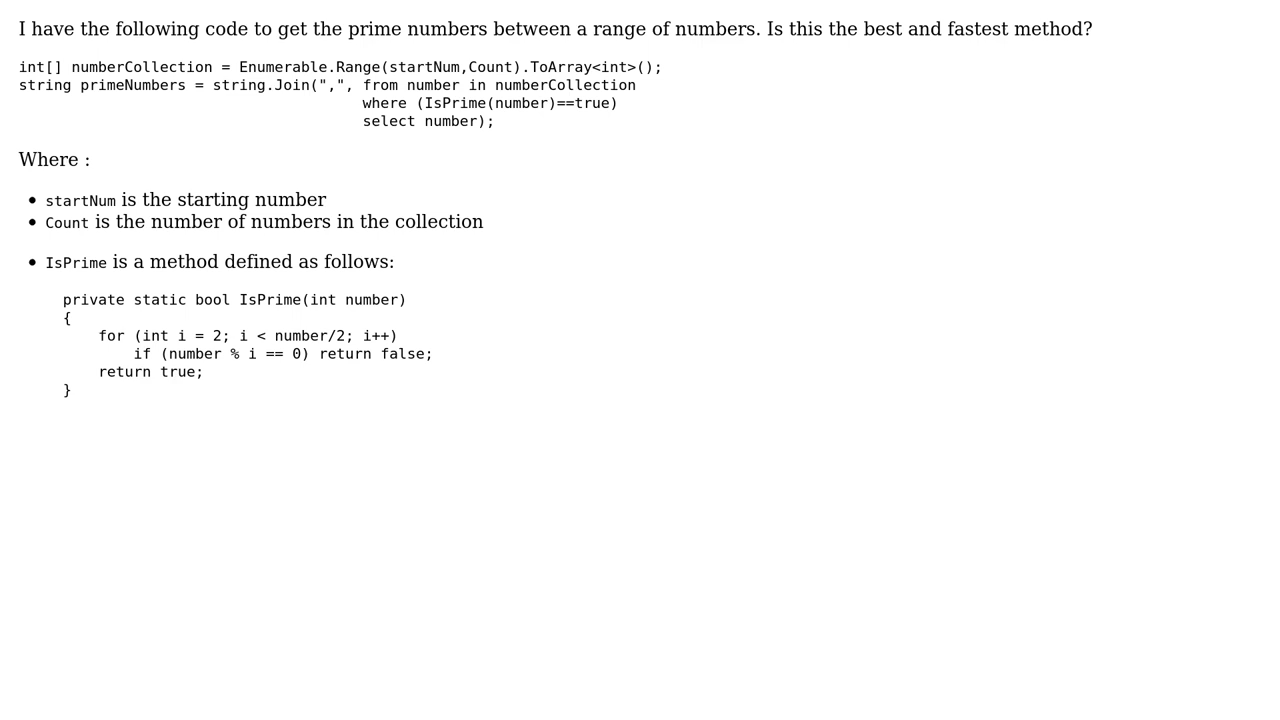 I have the following code to get the prime numbers between a range of numbers. Is this the best and fastest method?
int[] numberCollection = Enumerable.Range(startNum,Count).ToArray<int>();
string primeNumbers = string.Join(",", from number in numberCollection
                                       where (IsPrime(number)==true)
                                       select number);
Where :
• startNum is the starting number
• Count is the number of numbers in the collection
• IsPrime is a method defined as follows:
private static bool IsPrime(int number)
{
    for (int i = 2; i < number/2; i++)
        if (number % i == 0) return false;
    return true;
}